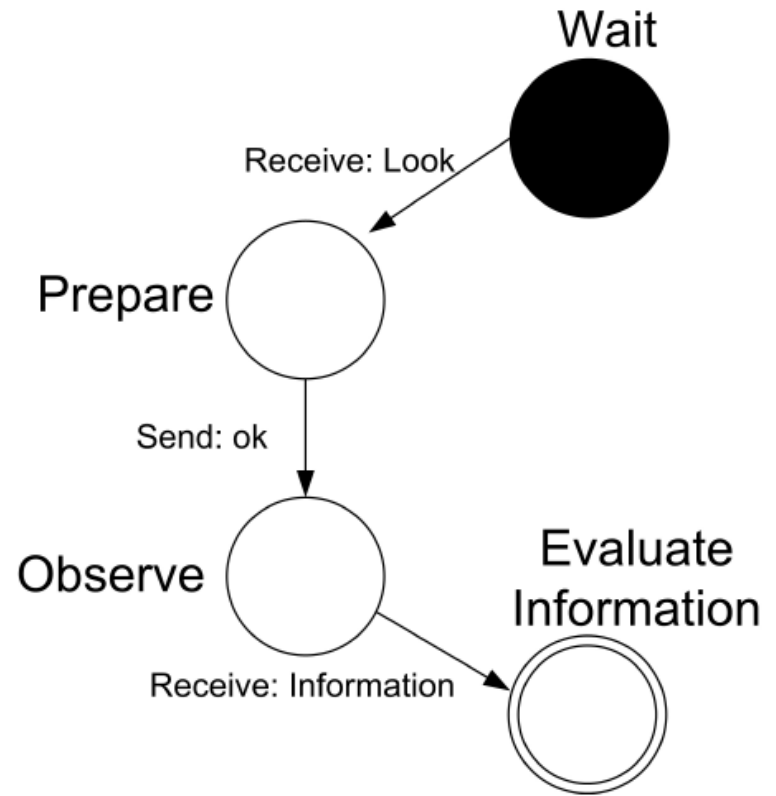 Wait
Receive: Look
Prepare
Send: ok
Observe
Evaluate
Information
Receive: Information